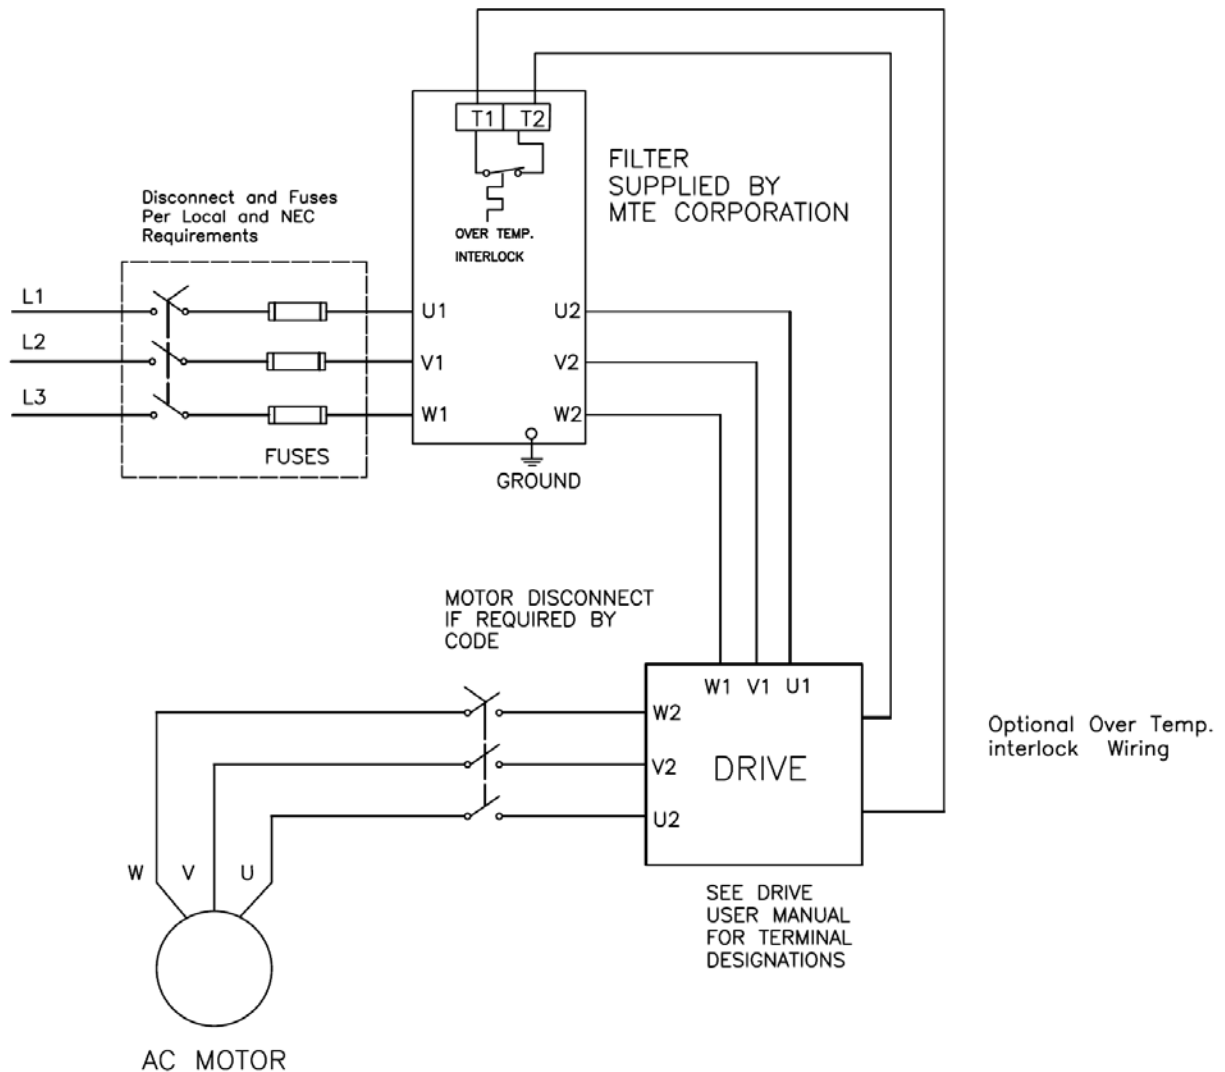 T1 T2
FILTER
SUPPLIED BY
MTE CORPORATION
OVER TEMP.
INTERLOCK
Disconnect and Fuses
Per Local and NEC
Requirements
L1
L2
L3
FUSES
U1
V1
W1
U2
V2
W2
GROUND
MOTOR DISCONNECT
IF REQUIRED BY
CODE
W1 V1 U1
W2
V2
U2
DRIVE
Optional Over Temp.
interlock Wiring
SEE DRIVE
USER MANUAL
FOR TERMINAL
DESIGNATIONS
W V U
AC MOTOR